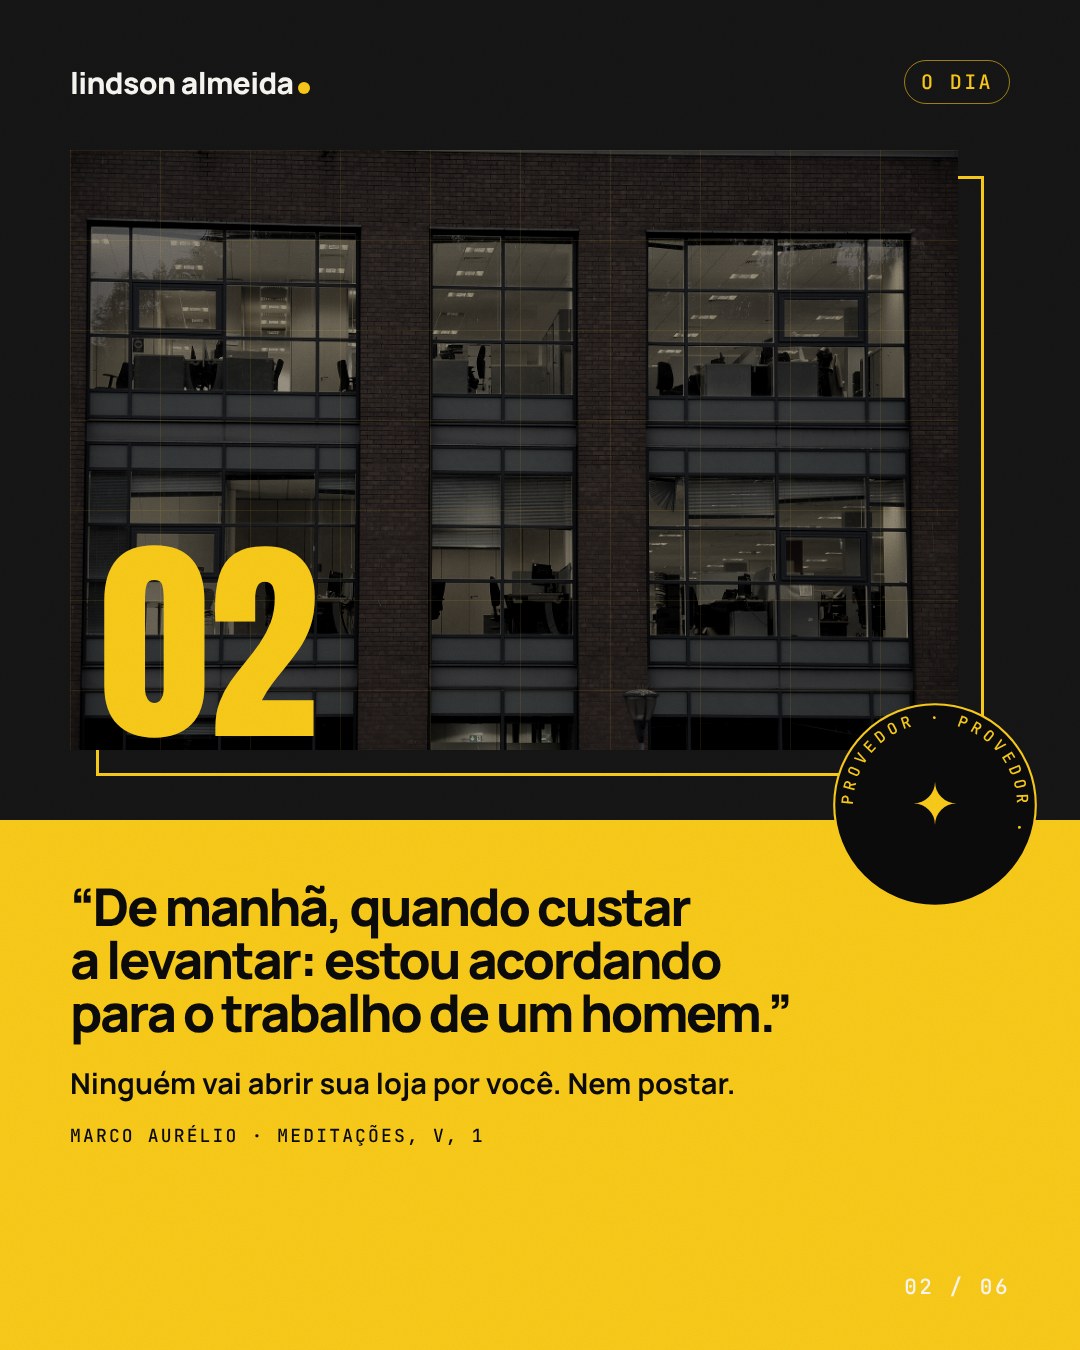 lindson almeida
O DIA
02
PROVEDOR · PROVEDOR ·
“De manhã, quando custar
a levantar: estou acordando
para o trabalho de um homem.”
Ninguém vai abrir sua loja por você. Nem postar.
MARCO AURÉLIO · MEDITAÇÕES, V, 1
02 / 06